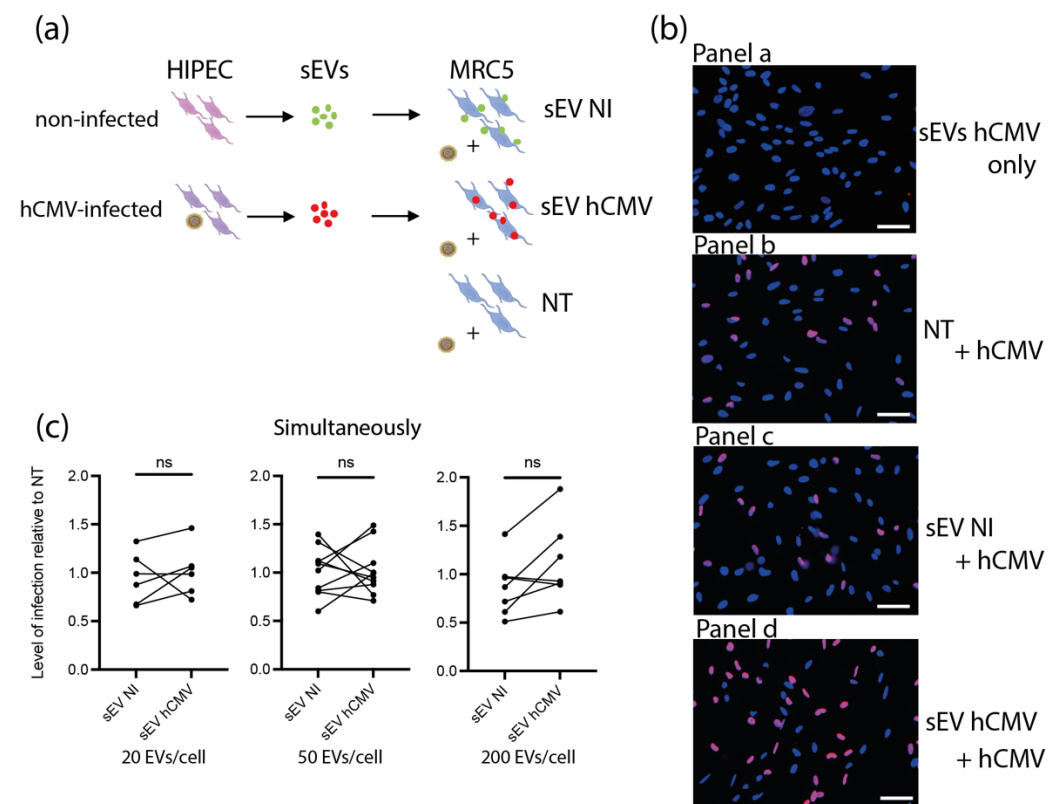 (a)
HIPEC
sEVs
MRC5
non-infected
sEV NI
+
hCMV-infected
sEV hCMV
+
NT
+
(b)
Panel a
sEVs hCMV
only
Panel b
NT
+ hCMV
Panel c
sEV NI
+ hCMV
Panel d
sEV hCMV
+ hCMV
(c)
Simultaneously
Level of infection relative to NT
2.0
1.5
1.0
0.5
0.0
ns
sEV NI
sEV hCMV
20 EVs/cell
2.0
1.5
1.0
0.5
0.0
ns
sEV NI
sEV hCMV
50 EVs/cell
2.0
1.5
1.0
0.5
0.0
ns
sEV NI
sEV hCMV
200 EVs/cell